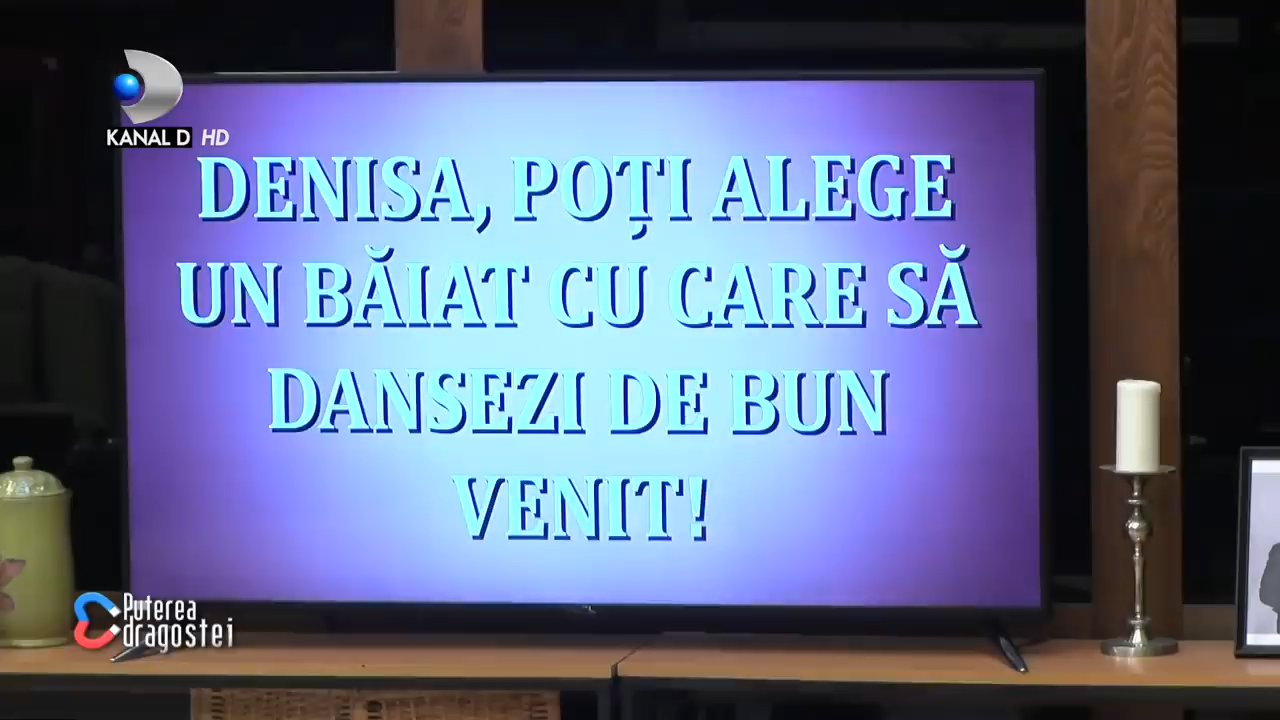 KANAL D HD
DENISA, POȚI ALEGE
UN BĂIAT CU CARE SĂ
DANSEZI DE BUN
VENIT!
Puterea
dragostei